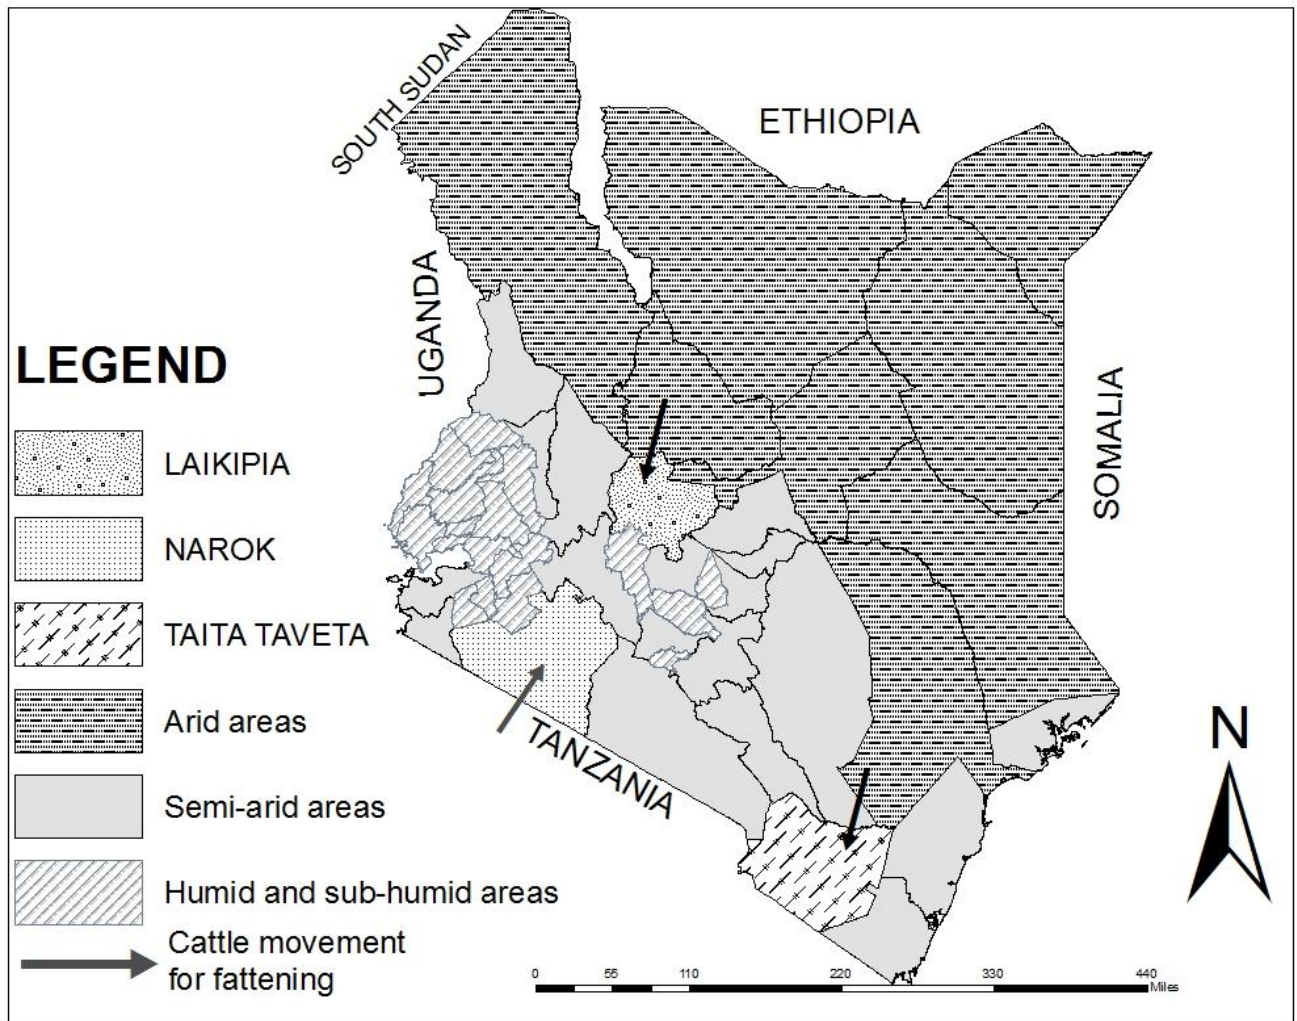 SOUTH SUDAN
ETHIOPIA
UGANDA
SOMALIA
TANZANIA
LEGEND
LAIKIPIA
NAROK
TAITA TAVETA
Arid areas
Semi-arid areas
Humid and sub-humid areas
Cattle movement
for fattening
N
0 55 110 220 330 440
Miles